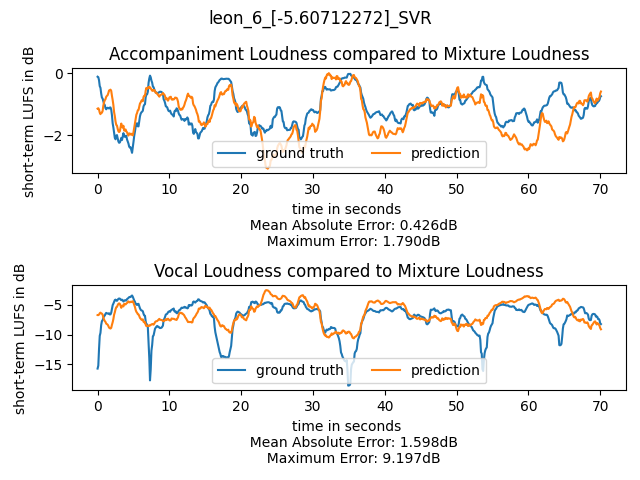 leon_6_[-5.60712272]_SVR
Accompaniment Loudness compared to Mixture Loudness
short-term LUFS in dB
0
−2
ground truth
prediction
0 10 20 30 40 50 60 70
time in seconds
Mean Absolute Error: 0.426dB
Maximum Error: 1.790dB
Vocal Loudness compared to Mixture Loudness
short-term LUFS in dB
−5
−10
−15
ground truth
prediction
0 10 20 30 40 50 60 70
time in seconds
Mean Absolute Error: 1.598dB
Maximum Error: 9.197dB